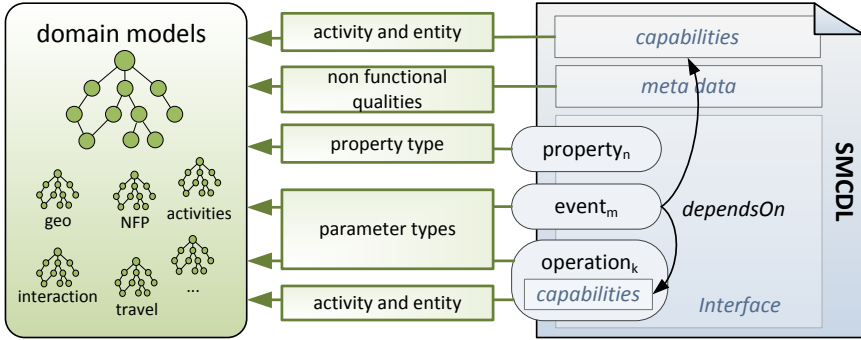 domain models
geo
NFP
activities
interaction
travel
...
activity and entity
non functional
qualities
property type
parameter types
activity and entity
capabilities
meta data
propertyₙ
eventₘ
dependsOn
operationₖ
capabilities
Interface
SMCDL